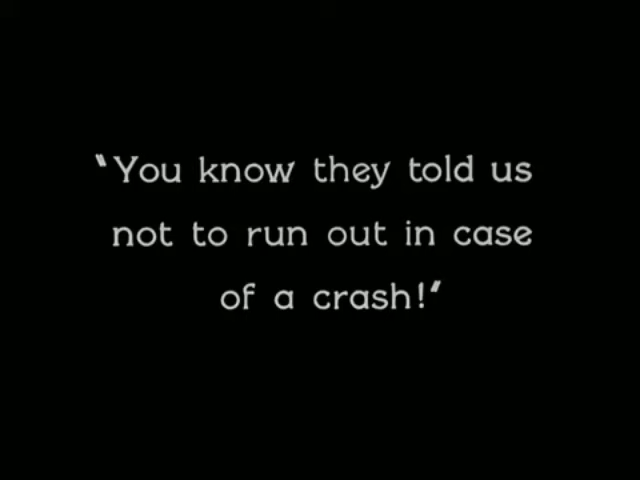 "You know they told us
not to run out in case
of a crash!"